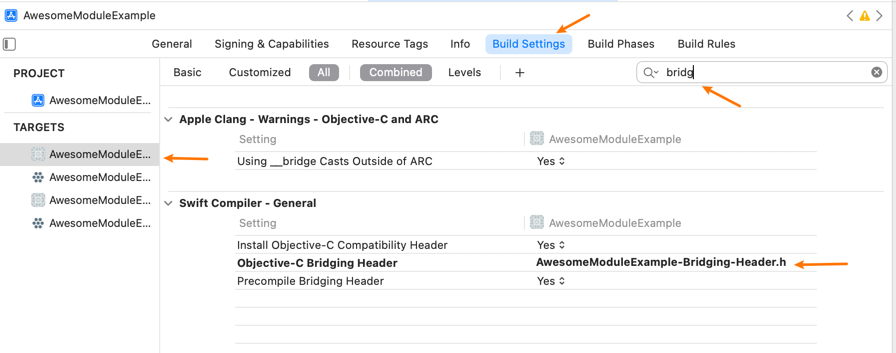 AwesomeModuleExample
General Signing & Capabilities Resource Tags Info Build Settings Build Phases Build Rules
PROJECT
AwesomeModuleE...
TARGETS
AwesomeModuleE...
AwesomeModuleE...
AwesomeModuleE...
AwesomeModuleE...
Basic Customized All Combined Levels + bridg
Apple Clang - Warnings - Objective-C and ARC
Setting AwesomeModuleExample
Using __bridge Casts Outside of ARC Yes
Swift Compiler - General
Setting AwesomeModuleExample
Install Objective-C Compatibility Header Yes
Objective-C Bridging Header AwesomeModuleExample-Bridging-Header.h
Precompile Bridging Header Yes